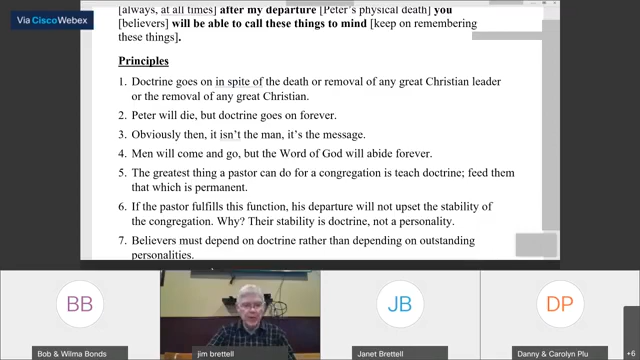 Via Cisco Webex
[always, at all times] after my departure [Peter's physical death] you
[believers] will be able to call these things to mind [keep on remembering
these things].
Principles
1. Doctrine goes on in spite of the death or removal of any great Christian leader
or the removal of any great Christian.
2. Peter will die, but doctrine goes on forever.
3. Obviously then, it isn't the man, it's the message.
4. Men will come and go, but the Word of God will abide forever.
5. The greatest thing a pastor can do for a congregation is teach doctrine; feed them
that which is permanent.
6. If the pastor fulfills this function, his departure will not upset the stability of
the congregation. Why? Their stability is doctrine, not a personality.
7. Believers must depend on doctrine rather than depending on outstanding
personalities.
BB
JB
DP
Bob & Wilma Bonds
jim brettell
Janet Brettell
Danny & Carolyn Plu
+6